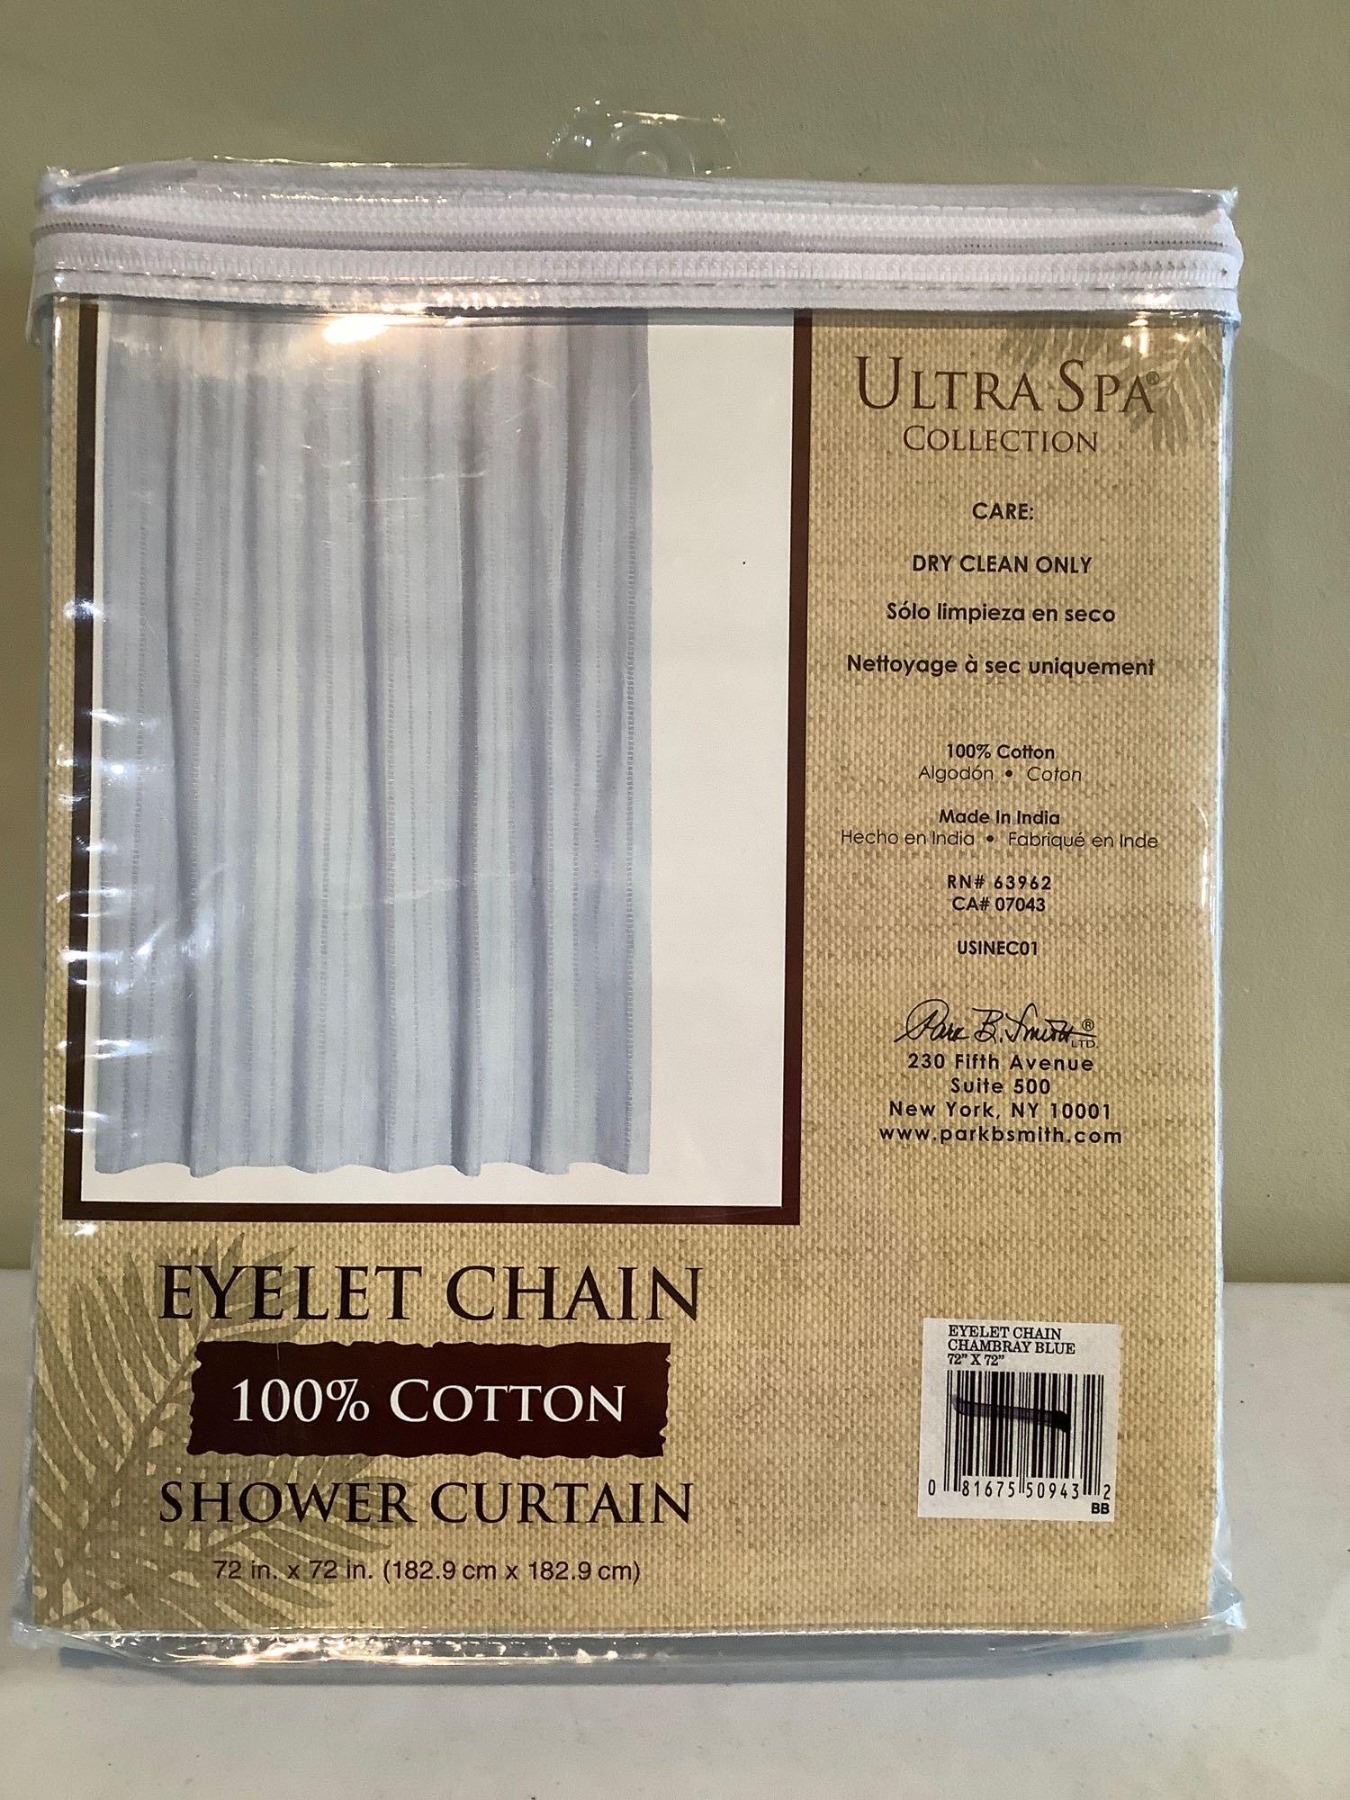 ULTRA SPA®
COLLECTION
CARE:
DRY CLEAN ONLY
Sólo limpieza en seco
Nettoyage à sec uniquement
100% Cotton
Algodón • Coton
Made In India
Hecho en India • Fabriqué en Inde
RN# 63962
CA# 07043
USINEC01
Park B. Smith® LTD.
230 Fifth Avenue
Suite 500
New York, NY 10001
www.parkbsmith.com
EYELET CHAIN
100% COTTON
SHOWER CURTAIN
72 in. x 72 in. (182.9 cm x 182.9 cm)
EYELET CHAIN
CHAMBRAY BLUE
72" X 72"
0 81675 50943 2
BB